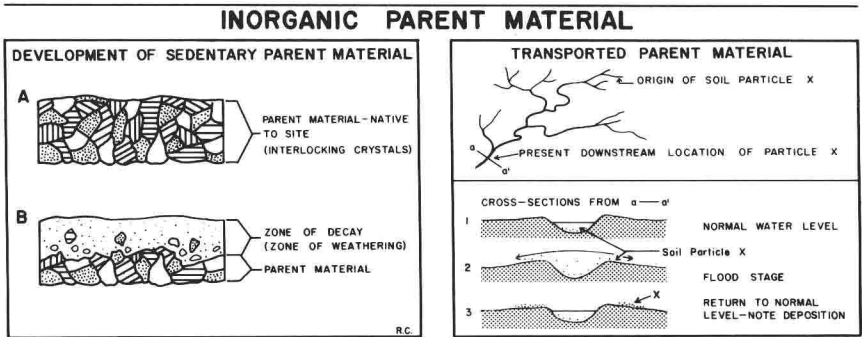 INORGANIC PARENT MATERIAL
DEVELOPMENT OF SEDENTARY PARENT MATERIAL
A
PARENT MATERIAL–NATIVE
TO SITE
(INTERLOCKING CRYSTALS)
B
ZONE OF DECAY
(ZONE OF WEATHERING)
PARENT MATERIAL
R.C.
TRANSPORTED PARENT MATERIAL
ORIGIN OF SOIL PARTICLE X
a
a'
PRESENT DOWNSTREAM LOCATION OF PARTICLE X
CROSS-SECTIONS FROM a — a'
1
NORMAL WATER LEVEL
Soil Particle X
2
FLOOD STAGE
X
3
RETURN TO NORMAL
LEVEL–NOTE DEPOSITION